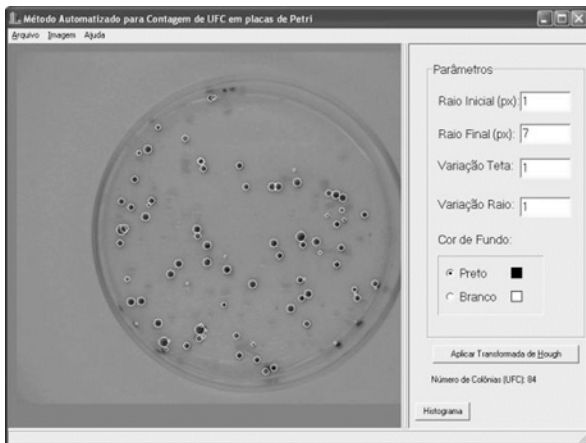 Método Automatizado para Contagem de UFC em placas de Petri
Arquivo Imagem Ajuda
Parâmetros
Raio Inicial (px): 1
Raio Final (px): 7
Variação Teta: 1
Variação Raio: 1
Cor de Fundo:
Preto
Branco
Aplicar Transformada de Hough
Número de Colônias (UFC): 84
Histograma